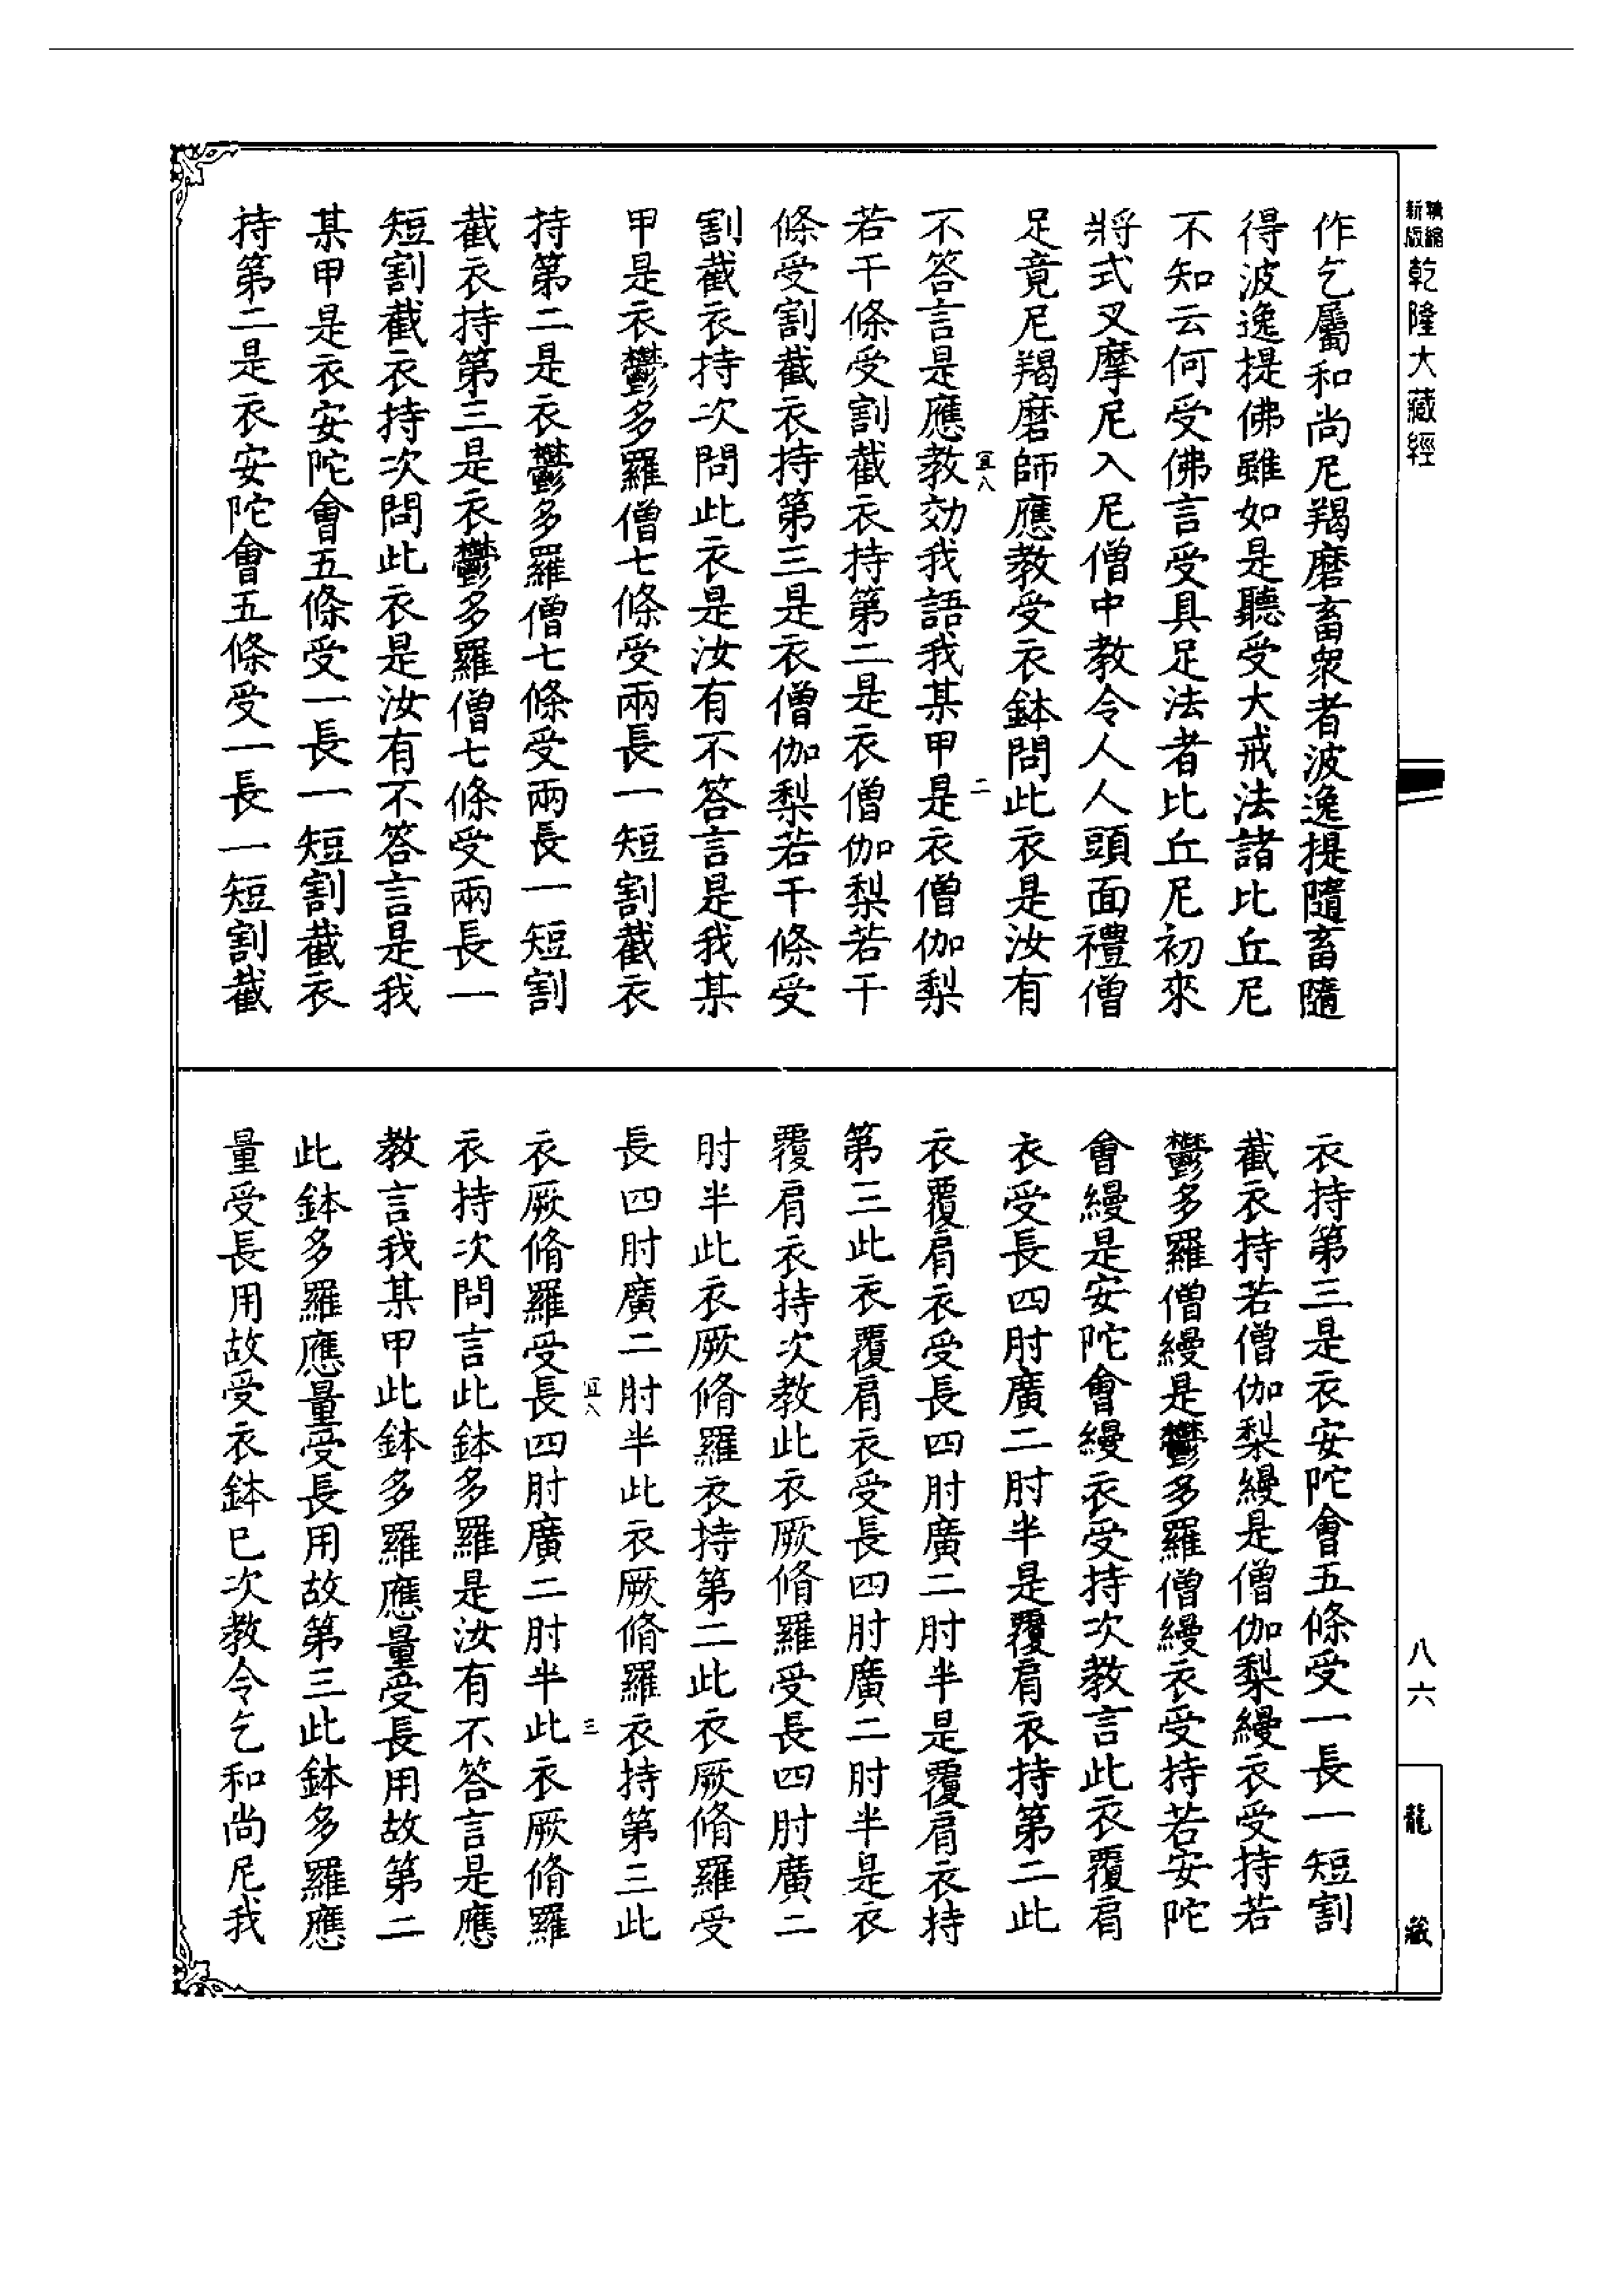 新編縮版
乾隆大藏經
八六
龍藏
作乞屬和尚尼羯磨畜衆者波逸提隨畜隨
得波逸提佛雖如是聽受大戒法諸比丘尼
不知云何受佛言受具足法者比丘尼初來
將式叉摩尼入尼僧中教令人人頭面禮僧
足竟尼羯磨師應教受衣鉢問此衣是汝有
宜八
二
不答言是應教効我語我某甲是衣僧伽梨
若干條受割截衣持第二是衣僧伽梨若干
條受割截衣持第三是衣僧伽梨若干條受
割截衣持次問此衣是汝有不答言是我某
甲是衣鬱多羅僧七條受兩長一短割截衣
持第二是衣鬱多羅僧七條受兩長一短割
截衣持第三是衣鬱多羅僧七條受兩長一
短割截衣持次問此衣是汝有不答言是我
某甲是衣安陀會五條受一長一短割截衣
持第二是衣安陀會五條受一長一短割截
衣持第三是衣安陀會五條受一長一短割
截衣持若僧伽梨縵是僧伽梨縵衣受持若
鬱多羅僧縵是鬱多羅僧縵衣受持若安陀
會縵是安陀會縵衣受持次教言此衣覆肩
衣受長四肘廣二肘半是覆肩衣持第二此
衣覆肩衣受長四肘廣二肘半是覆肩衣持
第三此衣覆肩衣受長四肘廣二肘半是衣
覆肩衣持次教此衣厥脩羅受長四肘廣二
肘半此衣厥脩羅衣持第二此衣厥脩羅受
長四肘廣二肘半此衣厥脩羅衣持第三此
宜八
三
衣厥脩羅受長四肘廣二肘半此衣厥脩羅
衣持次問言此鉢多羅是汝有不答言是應
教言我某甲此鉢多羅應量受長用故第二
此鉢多羅應量受長用故第三此鉢多羅應
量受長用故受衣鉢已次教令乞和尚尼我